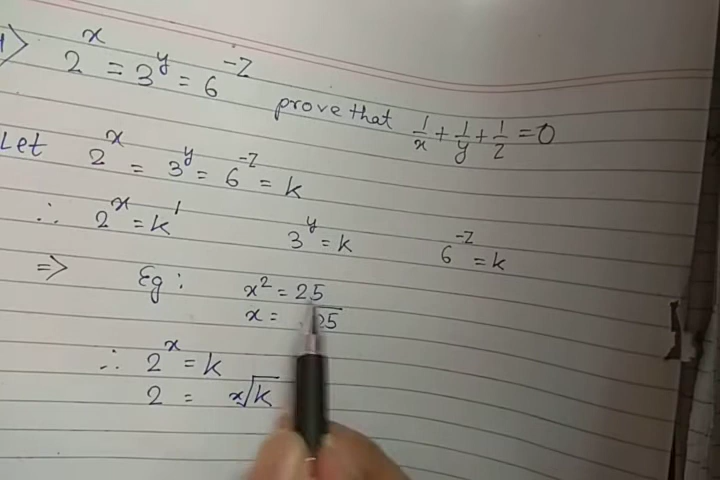 1) 2^x = 3^y = 6^-z prove that 1/x + 1/y + 1/z = 0
Let 2^x = 3^y = 6^-z = k
∴ 2^x = k^1 3^y = k 6^-z = k
⇒ Eg : x² = 25
x = √25
∴ 2^x = k
2 = x√k